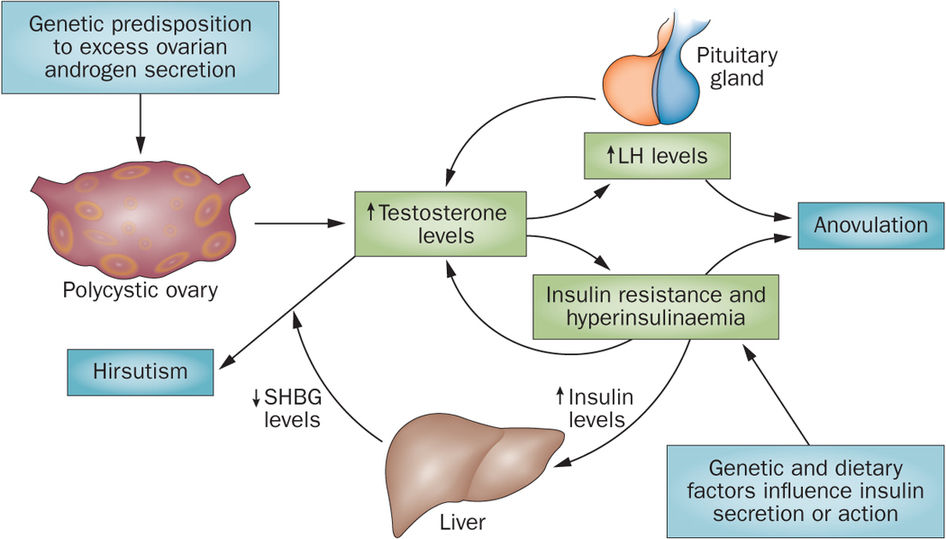 Genetic predisposition
to excess ovarian
androgen secretion
Pituitary
gland
↑LH levels
↑Testosterone
levels
Anovulation
Polycystic ovary
Insulin resistance and
hyperinsulinaemia
Hirsutism
↓SHBG
levels
↑Insulin
levels
Liver
Genetic and dietary
factors influence insulin
secretion or action